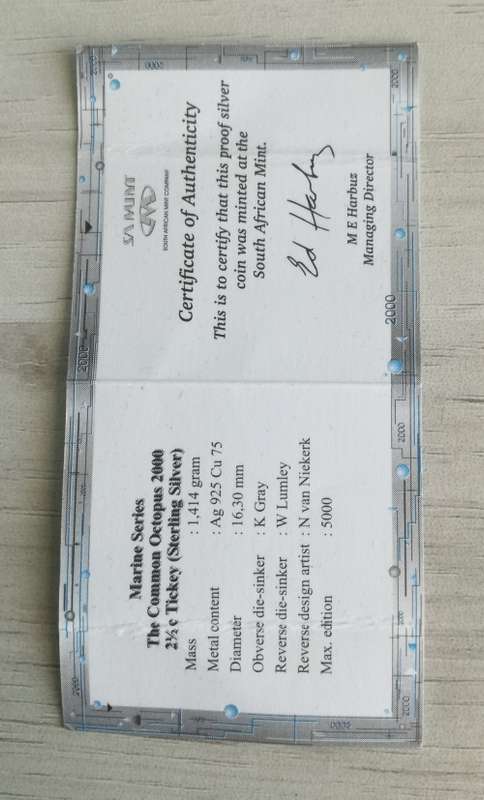 Marine Series
The Common Octopus 2000
2½ c Tickey (Sterling Silver)
Mass : 1,414 gram
Metal content : Ag 925 Cu 75
Diameter : 16,30 mm
Obverse die-sinker : K Gray
Reverse die-sinker : W Lumley
Reverse design artist : N van Niekerk
Max. edition : 5000
SA MINT
SOUTH AFRICAN MINT COMPANY
Certificate of Authenticity
This is to certify that this proof silver
coin was minted at the
South African Mint.
Ed Harbuz
M E Harbuz
Managing Director
2000
2000
2000
2000
2000
2000